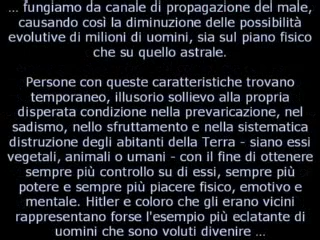 ... fungiamo da canale di propagazione del male,
causando così la diminuzione delle possibilità
evolutive di milioni di uomini, sia sul piano fisico
che su quello astrale.
Persone con queste caratteristiche trovano
temporaneo, illusorio sollievo alla propria
disperata condizione nella prevaricazione, nel
sadismo, nello sfruttamento e nella sistematica
distruzione degli abitanti della Terra - siano essi
vegetali, animali o umani - con il fine di ottenere
sempre più controllo su di essi, sempre più
potere e sempre più piacere fisico, emotivo e
mentale. Hitler e coloro che gli erano vicini
rappresentano forse l'esempio più eclatante di
uomini che sono voluti divenire ...